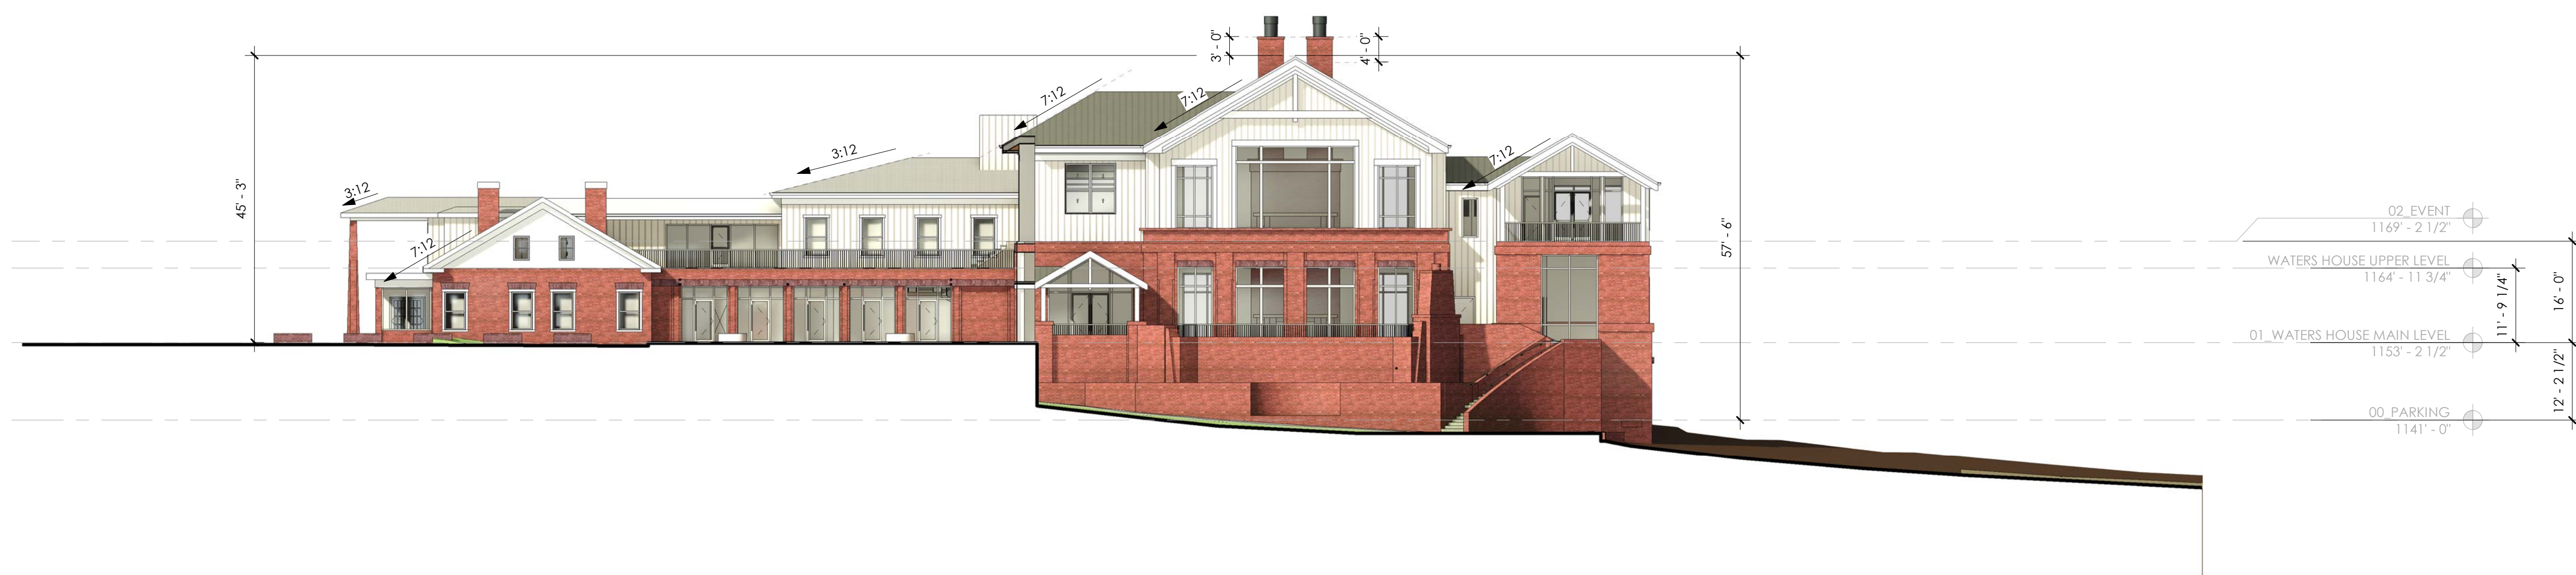 3' - 0"
4' - 0"
7:12
7:12
3:12
7:12
3:12
7:12
45' - 3"
57' - 6"
02_EVENT
1169' - 2 1/2"
WATERS HOUSE UPPER LEVEL
1164' - 11 3/4"
11' - 9 1/4"
16' - 0"
01_WATERS HOUSE MAIN LEVEL
1153' - 2 1/2"
12' - 2 1/2"
00_PARKING
1141' - 0"